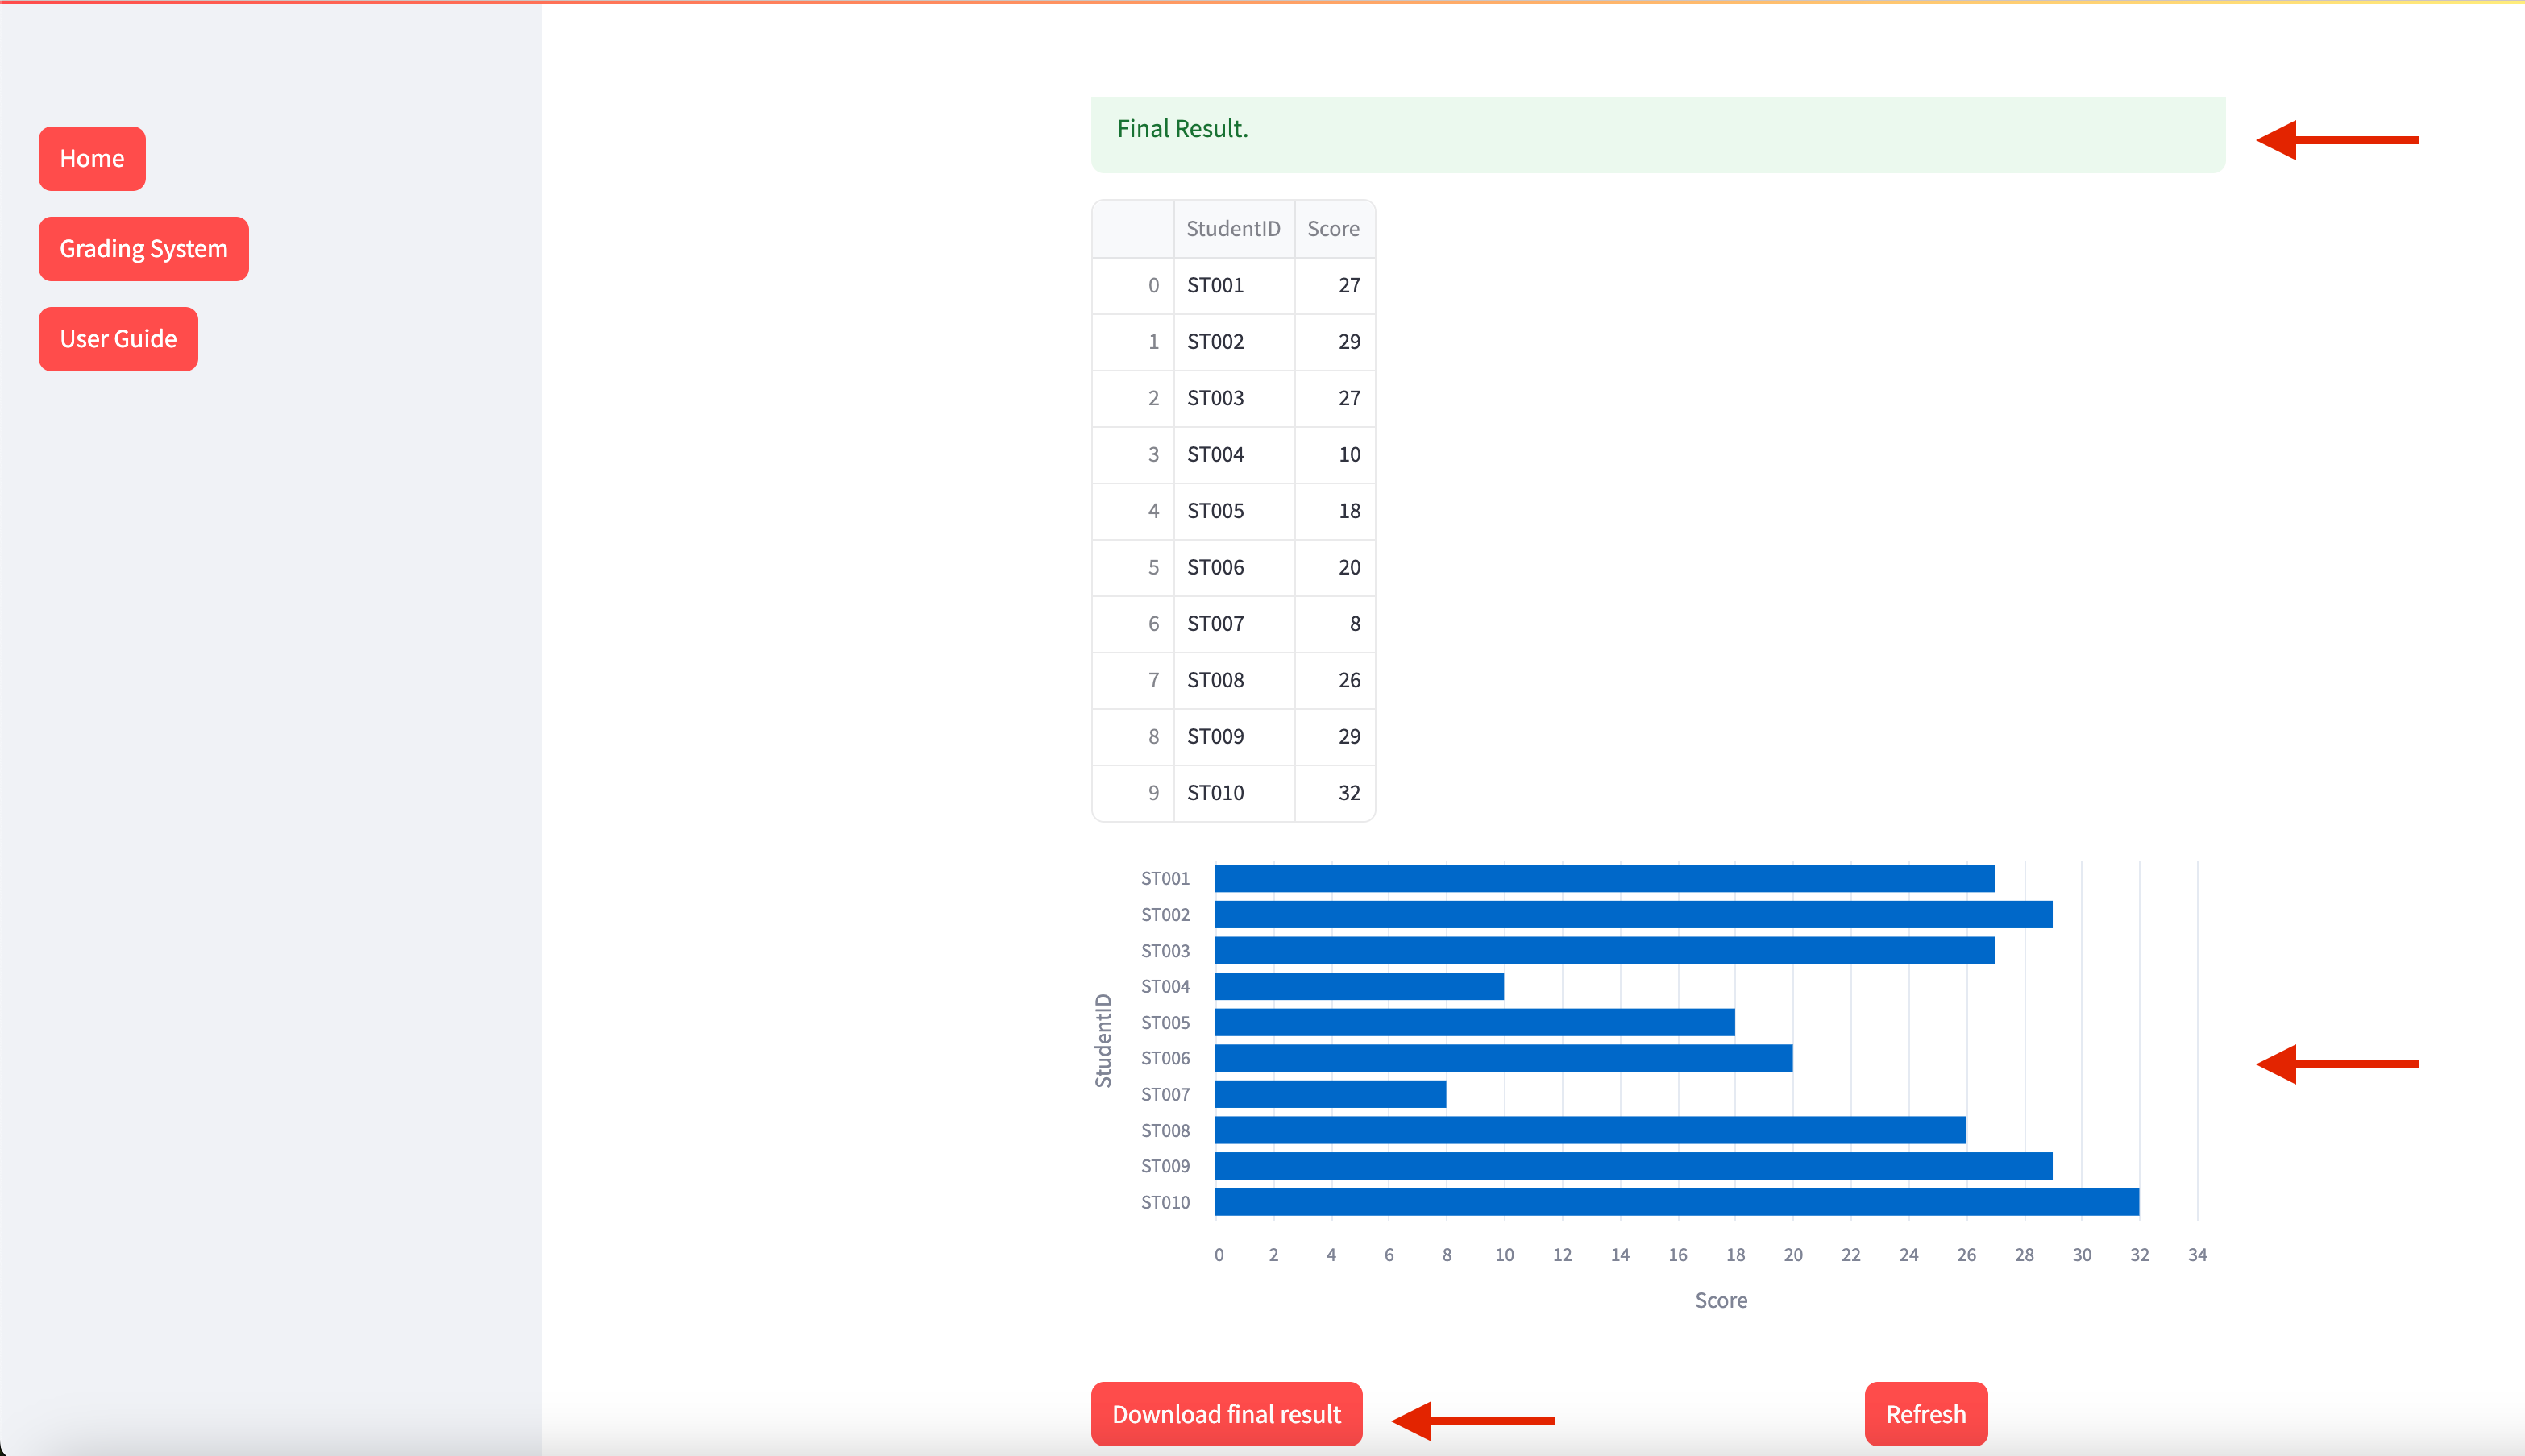 Home
Grading System
User Guide
Final Result.
StudentID Score
0 ST001 27
1 ST002 29
2 ST003 27
3 ST004 10
4 ST005 18
5 ST006 20
6 ST007 8
7 ST008 26
8 ST009 29
9 ST010 32
StudentID
ST001
ST002
ST003
ST004
ST005
ST006
ST007
ST008
ST009
ST010
0 2 4 6 8 10 12 14 16 18 20 22 24 26 28 30 32 34
Score
Download final result
Refresh